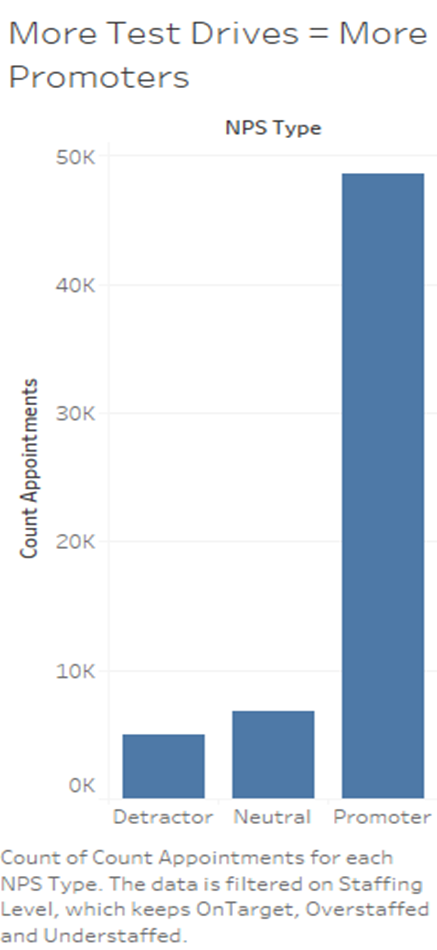 More Test Drives = More
Promoters
NPS Type
50K
40K
30K
20K
10K
0K
Count Appointments
Detractor Neutral Promoter
Count of Count Appointments for each
NPS Type. The data is filtered on Staffing
Level, which keeps OnTarget, Overstaffed
and Understaffed.